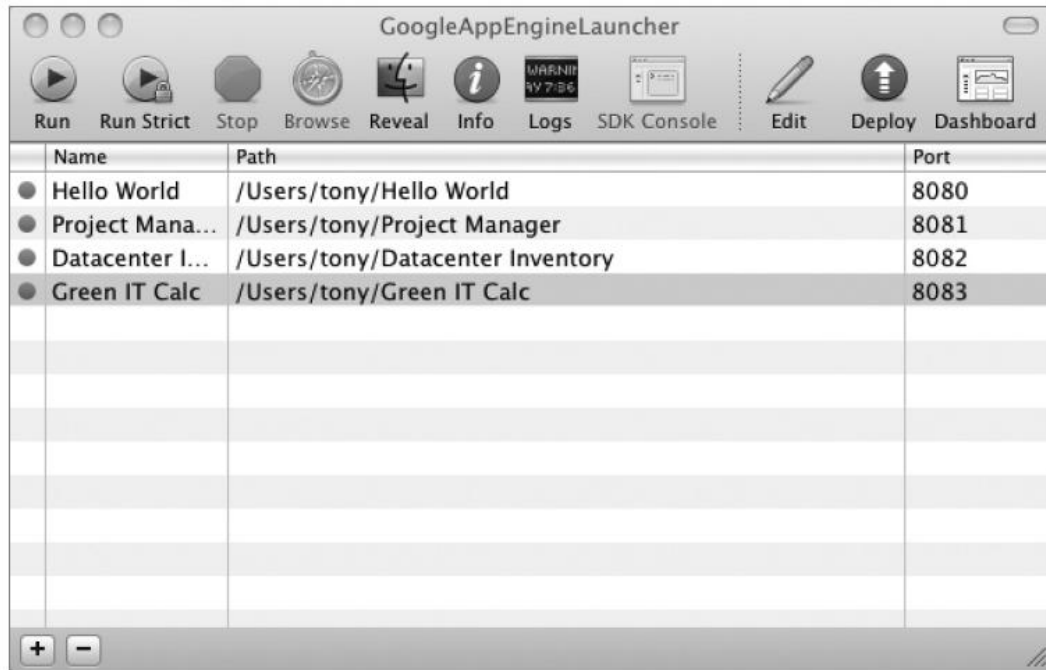 GoogleAppEngineLauncher
Run Run Strict Stop Browse Reveal Info Logs SDK Console Edit Deploy Dashboard
Name Path Port
Hello World /Users/tony/Hello World 8080
Project Mana... /Users/tony/Project Manager 8081
Datacenter I... /Users/tony/Datacenter Inventory 8082
Green IT Calc /Users/tony/Green IT Calc 8083